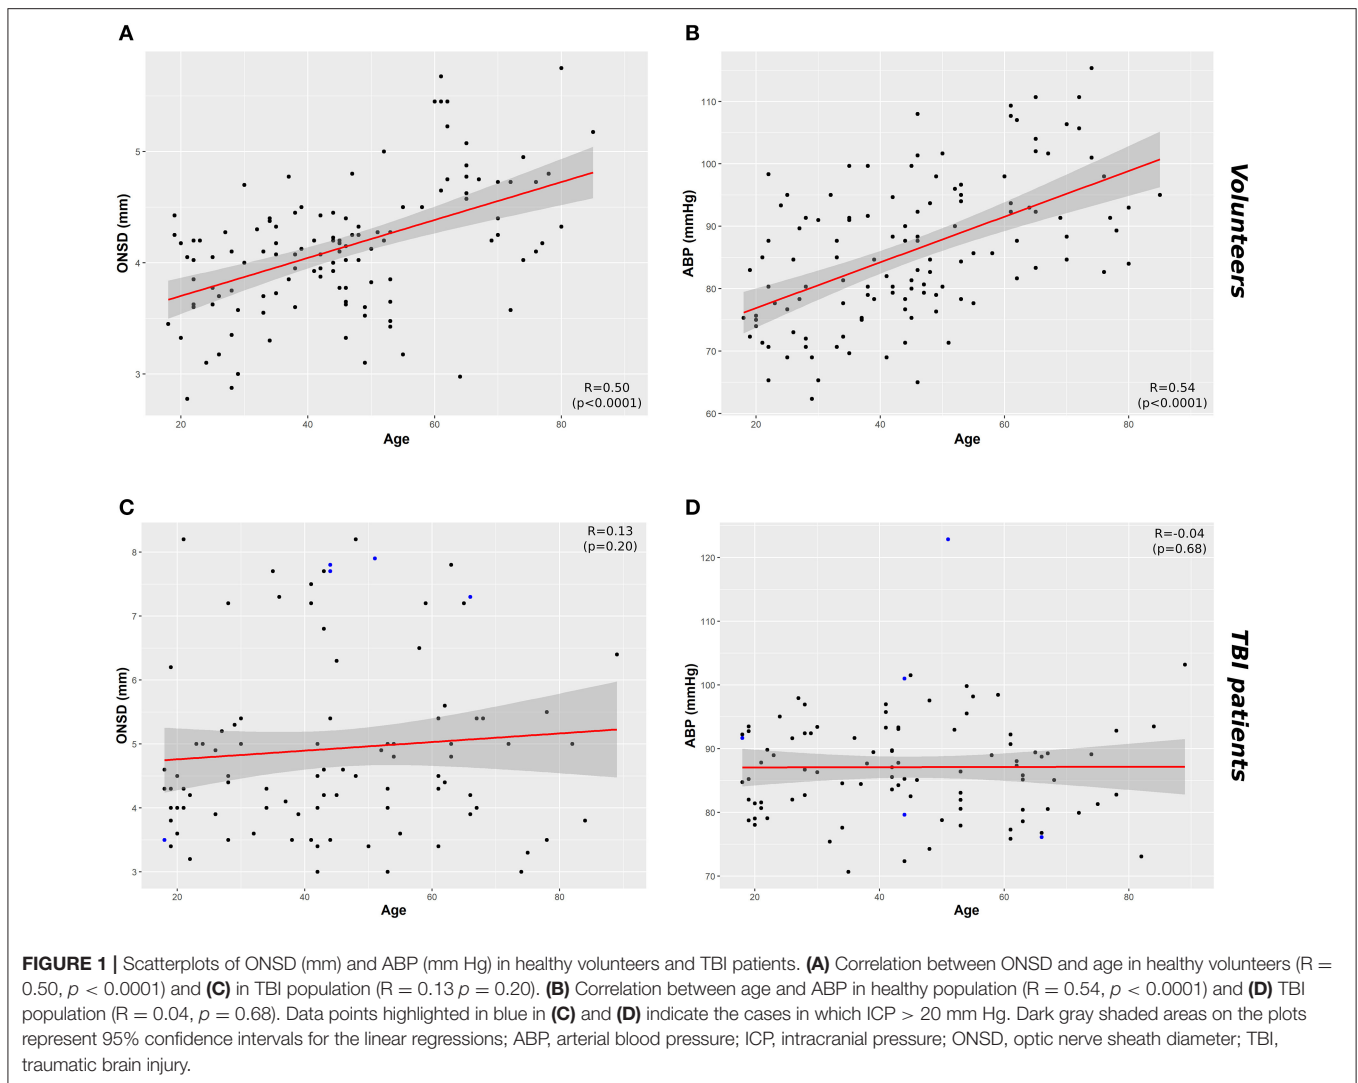 A
B
ONSD (mm)
5
4
3
20
40
60
80
Age
R=0.50
(p<0.0001)
ABP (mmHg)
110
100
90
80
70
60
20
40
60
80
Age
R=0.54
(p<0.0001)
Volunteers
C
D
ONSD (mm)
8
7
6
5
4
3
20
40
60
80
Age
R=0.13
(p=0.20)
ABP (mmHg)
120
110
100
90
80
70
20
40
60
80
Age
R=-0.04
(p=0.68)
TBI patients
FIGURE 1 | Scatterplots of ONSD (mm) and ABP (mm Hg) in healthy volunteers and TBI patients. (A) Correlation between ONSD and age in healthy volunteers (R =
0.50, p < 0.0001) and (C) in TBI population (R = 0.13 p = 0.20). (B) Correlation between age and ABP in healthy population (R = 0.54, p < 0.0001) and (D) TBI
population (R = 0.04, p = 0.68). Data points highlighted in blue in (C) and (D) indicate the cases in which ICP > 20 mm Hg. Dark gray shaded areas on the plots
represent 95% confidence intervals for the linear regressions; ABP, arterial blood pressure; ICP, intracranial pressure; ONSD, optic nerve sheath diameter; TBI,
traumatic brain injury.